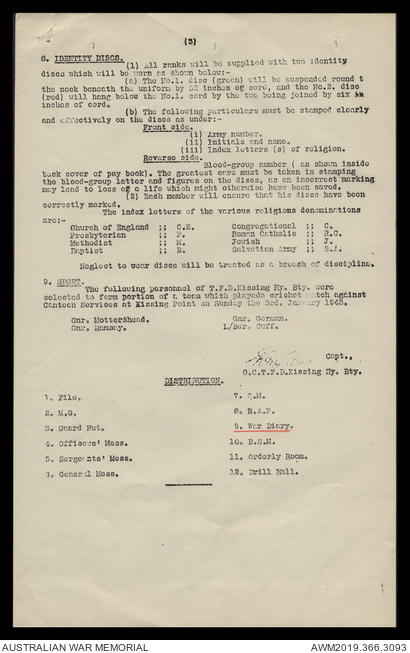 (3)
8. IDENTITY DISCS.
(1) All ranks will be supplied with two identity
discs which will be worn as shown below:-
(a) The No.1. disc (green) will be suspended round t
the neck beneath the uniform by inches of cord, and the No.2. disc
(red) will hang below the No.1. cord by the two being joined by six in
inches of cord.
(b) The following particulars must be stamped clearly
and effectively on the discs as under:-
Front side.
(i) Army number.
(ii) Initials and name.
(iii) Index letters (s) of religion.
Reverse side.
Blood-group number ( as shown inside
back cover of pay book). The greatest care must be taken in stamping
the blood-group letter and figures on the discs, as an incorrect marking
may lead to loss of a life which might otherwise have been saved.
(2) Each member will ensure that his discs have been
correctly marked.
The index letters of the various religious denominations
are:-
Church of England ;; C.E. Congregational ;; C.
Presbyterian ;; P. Roman Catholic ;; R.C.
Methodist ;; M. Jewish ;; J.
Baptist ;; B. Salvation Army ;; S.A.
Neglect to wear discs will be treated as a breach of discipline.
9. SPORT.
The following personnel of T.F.D.Kissing Hy. Bty. were
selected to form portion of a team which playeda cricket match against
Canteen Services at Kissing Point on Sunday the 3rd. January 1943.
Gnr. Mottershead. Gnr. Gorman.
Gnr. Ramsay. L/Bdr. Cuff.
Capt.,
O.C.T.F.D.Kissing Hy. Bty.
DISTRIBUTION.
1. File. 7. Q.M.
2. M.G. 8. R.A.P.
3. Guard Hut. 9. War Diary.
4. Officers' Mess. 10. B.S.M.
5. Sergeants' Mess. 11. Orderly Room.
6. General Mess. 12. Drill Hall.
AUSTRALIAN WAR MEMORIAL AWM2019.366.3093